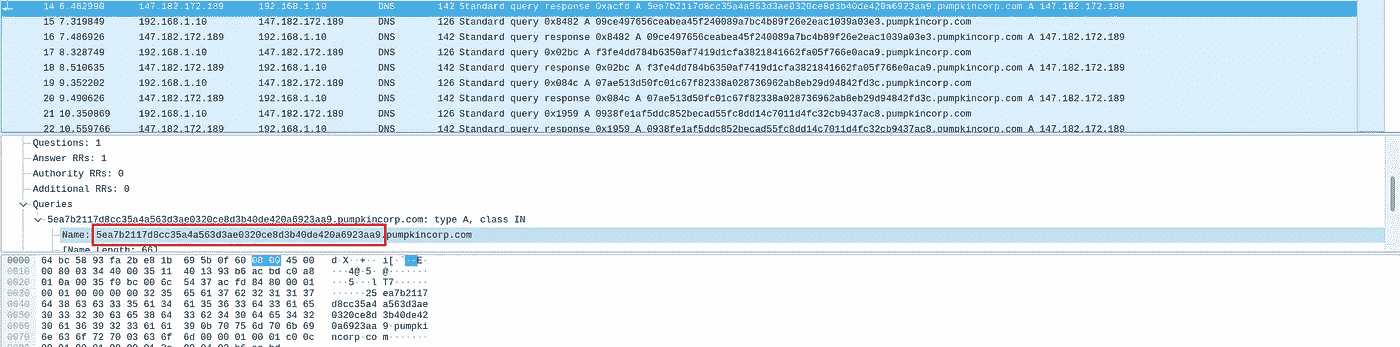 14 6.462990 147.182.172.189 192.168.1.10 DNS 142 Standard query response 0xacfd A 5ea7b2117d8cc35a4a563d3ae0320ce8d3b40de420a6923aa9.pumpkincorp.com A 147.182.172.189
15 7.319849 192.168.1.10 147.182.172.189 DNS 126 Standard query 0x8482 A 09ce497656ceabea45f240089a7bc4b89f26e2eac1039a03e3.pumpkincorp.com
16 7.486926 147.182.172.189 192.168.1.10 DNS 142 Standard query response 0x8482 A 09ce497656ceabea45f240089a7bc4b89f26e2eac1039a03e3.pumpkincorp.com A 147.182.172.189
17 8.328749 192.168.1.10 147.182.172.189 DNS 126 Standard query 0x02bc A f3fe4dd784b6350af7419d1cfa3821841662fa05f766e0aca9.pumpkincorp.com
18 8.510635 147.182.172.189 192.168.1.10 DNS 142 Standard query response 0x02bc A f3fe4dd784b6350af7419d1cfa3821841662fa05f766e0aca9.pumpkincorp.com A 147.182.172.189
19 9.352202 192.168.1.10 147.182.172.189 DNS 126 Standard query 0x084c A 07ae513d50fc01c67f82338a028736962ab8eb29d94842fd3c.pumpkincorp.com
20 9.490626 147.182.172.189 192.168.1.10 DNS 142 Standard query response 0x084c A 07ae513d50fc01c67f82338a028736962ab8eb29d94842fd3c.pumpkincorp.com A 147.182.172.189
21 10.350869 192.168.1.10 147.182.172.189 DNS 126 Standard query 0x1959 A 0938fe1af5ddc852becad55fc8dd14c7011d4fc32cb9437ac8.pumpkincorp.com
22 10.559766 147.182.172.189 192.168.1.10 DNS 142 Standard query response 0x1959 A 0938fe1af5ddc852becad55fc8dd14c7011d4fc32cb9437ac8.pumpkincorp.com A 147.182.172.189
Questions: 1
Answer RRs: 1
Authority RRs: 0
Additional RRs: 0
Queries
5ea7b2117d8cc35a4a563d3ae0320ce8d3b40de420a6923aa9.pumpkincorp.com: type A, class IN
Name: 5ea7b2117d8cc35a4a563d3ae0320ce8d3b40de420a6923aa9.pumpkincorp.com
[Name Length: 66]
0000 64 bc 58 93 fa 2b e8 1b 69 5b 0f 60 08 00 45 00 d·X··+·· i[·`··E·
0010 00 80 03 34 40 00 35 11 40 13 93 b6 ac bd c0 a8 ···4@·5· @·······
0020 01 0a 00 35 f0 bc 00 6c 54 37 ac fd 84 80 00 01 ···5···l T7······
0030 00 01 00 00 00 00 32 35 65 61 37 62 32 31 31 37 ······25 ea7b2117
0040 64 38 63 63 33 35 61 34 61 35 36 33 64 33 61 65 d8cc35a4 a563d3ae
0050 30 33 32 30 63 65 38 64 33 62 34 30 64 65 34 32 0320ce8d 3b40de42
0060 30 61 36 39 32 33 61 61 39 0b 70 75 6d 70 6b 69 0a6923aa 9·pumpki
0070 6e 63 6f 72 70 03 63 6f 6d 00 00 01 00 01 c0 0c ncorp·co m·······